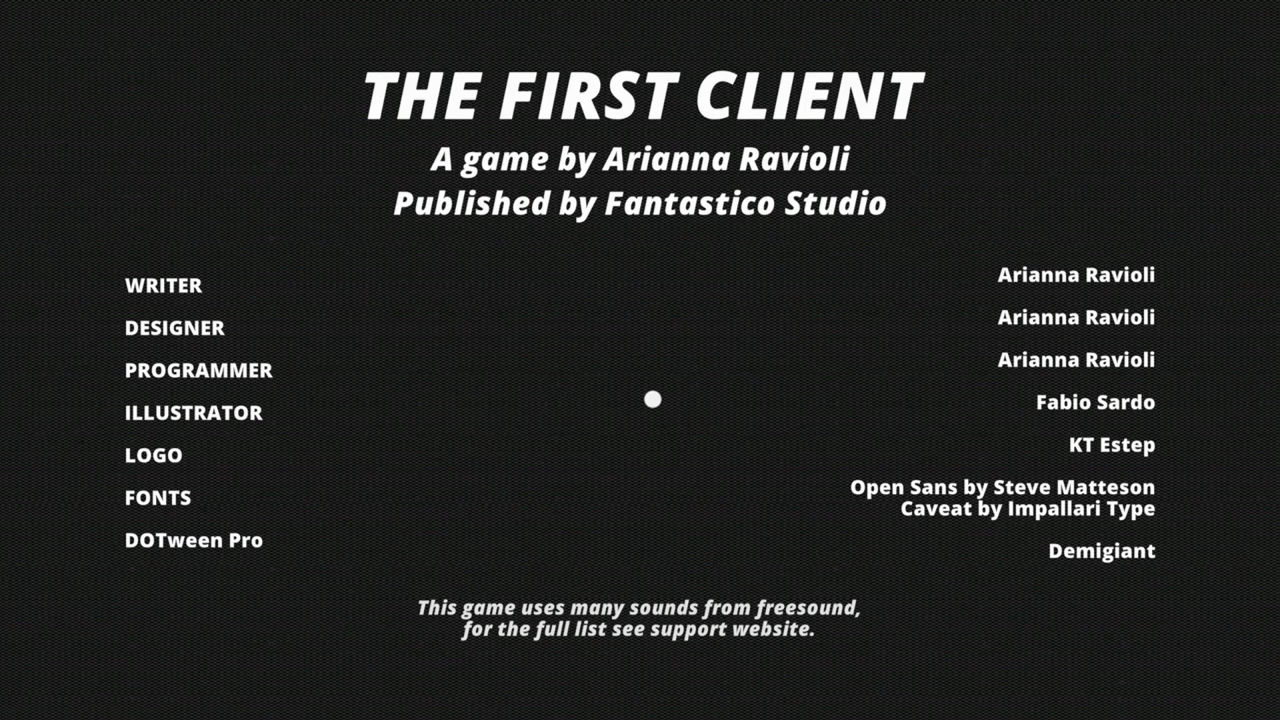 THE FIRST CLIENT
A game by Arianna Ravioli
Published by Fantastico Studio
WRITER
Arianna Ravioli
DESIGNER
Arianna Ravioli
PROGRAMMER
Arianna Ravioli
ILLUSTRATOR
Fabio Sardo
LOGO
KT Estep
FONTS
Open Sans by Steve Matteson
Caveat by Impallari Type
DOTween Pro
Demigiant
This game uses many sounds from freesound,
for the full list see support website.